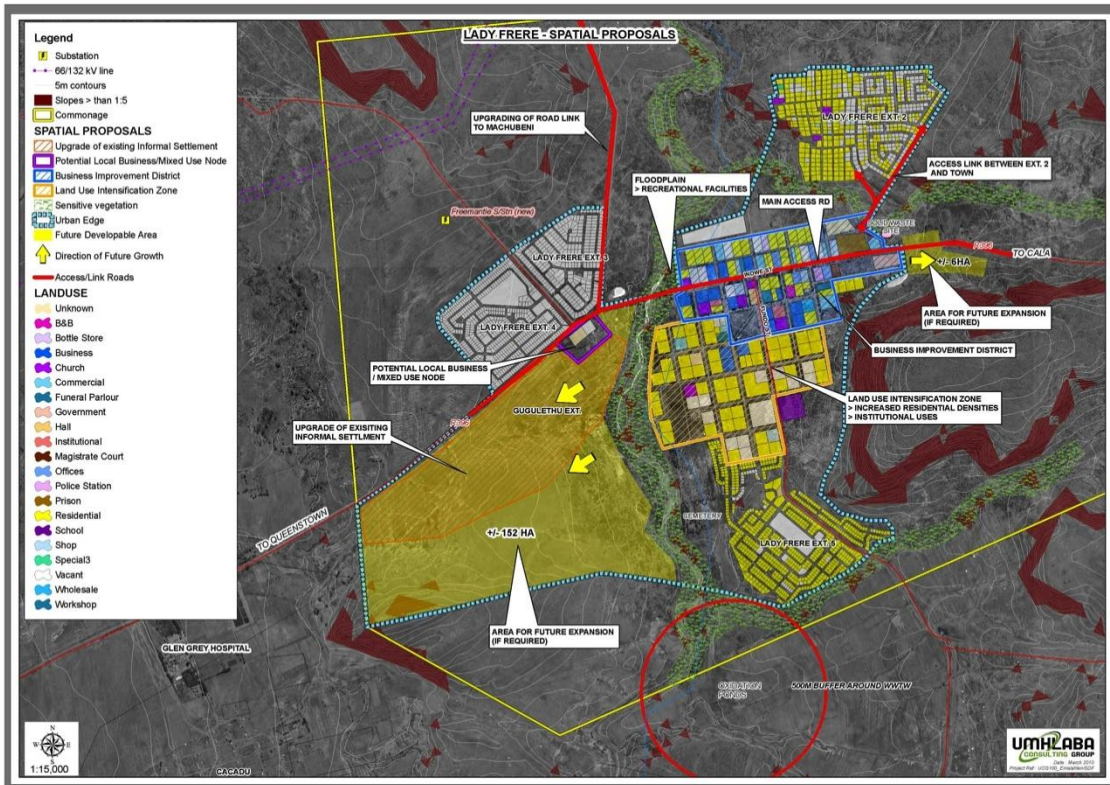 LADY FRERE - SPATIAL PROPOSALS
Legend
Substation
66/132 kV line
5m contours
Slopes > than 1:5
Commonage
SPATIAL PROPOSALS
Upgrade of existing Informal Settlement
Potential Local Business/Mixed Use Node
Business Improvement District
Land Use Intensification Zone
Sensitive vegetation
Urban Edge
Future Developable Area
Direction of Future Growth
Access/Link Roads
LANDUSE
Unknown
B&B
Bottle Store
Business
Church
Commercial
Funeral Parlour
Government
Hall
Institutional
Magistrate Court
Offices
Police Station
Prison
Residential
School
Shop
Special3
Vacant
Wholesale
Workshop
UPGRADING OF ROAD LINK
TO MACHUBENI
LADY FRERE EXT. 2
ACCESS LINK BETWEEN EXT. 2
AND TOWN
FLOODPLAIN
> RECREATIONAL FACILITIES
MAIN ACCESS RD
Freemantle S/Stn (new)
SOLID WASTE
SITE
R396
TO CALA
LADY FRERE EXT. 3
+/- 6HA
LADY FRERE EXT. 4
AREA FOR FUTURE EXPANSION
(IF REQUIRED)
BUSINESS IMPROVEMENT DISTRICT
POTENTIAL LOCAL BUSINESS
/ MIXED USE NODE
GUGULETHU EXT.
LAND USE INTENSIFICATION ZONE
> INCREASED RESIDENTIAL DENSITIES
> INSTITUTIONAL USES
R396
UPGRADE OF EXISITING
INFORMAL SETTLMENT
CEMETERY
TO QUEENSTOWN
+/- 152 HA
LADY FRERE EXT. 5
AREA FOR FUTURE EXPANSION
(IF REQUIRED)
GLEN GREY HOSPITAL
OXIDATION
PONDS
500M BUFFER AROUND WWTW
N
W
E
S
1:15,000
CACADU
UMHLABA
CONSULTING GROUP
Date : March 2010